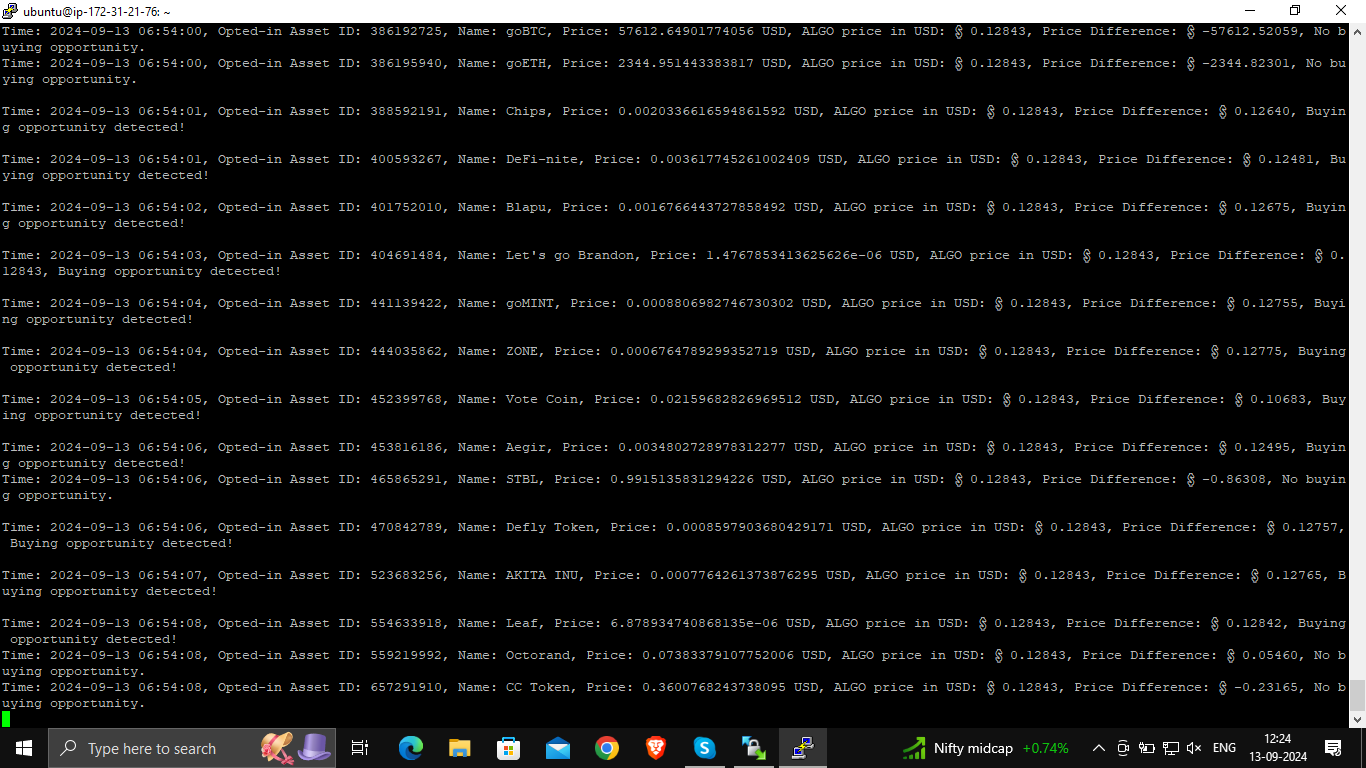 ubuntu@ip-172-31-21-76: ~
Time: 2024-09-13 06:54:00, Opted-in Asset ID: 386192725, Name: goBTC, Price: 57612.64901774056 USD, ALGO price in USD: $ 0.12843, Price Difference: $ -57612.52059, No b
uying opportunity.
Time: 2024-09-13 06:54:00, Opted-in Asset ID: 386195940, Name: goETH, Price: 2344.951443383817 USD, ALGO price in USD: $ 0.12843, Price Difference: $ -2344.82301, No bu
ying opportunity.
Time: 2024-09-13 06:54:01, Opted-in Asset ID: 388592191, Name: Chips, Price: 0.0020336616594861592 USD, ALGO price in USD: $ 0.12843, Price Difference: $ 0.12640, Buyin
g opportunity detected!
Time: 2024-09-13 06:54:01, Opted-in Asset ID: 400593267, Name: DeFi-nite, Price: 0.003617745261002409 USD, ALGO price in USD: $ 0.12843, Price Difference: $ 0.12481, Bu
ying opportunity detected!
Time: 2024-09-13 06:54:02, Opted-in Asset ID: 401752010, Name: Blapu, Price: 0.0016766443727858492 USD, ALGO price in USD: $ 0.12843, Price Difference: $ 0.12675, Buyin
g opportunity detected!
Time: 2024-09-13 06:54:03, Opted-in Asset ID: 404691484, Name: Let's go Brandon, Price: 1.4767853413625626e-06 USD, ALGO price in USD: $ 0.12843, Price Difference: $ 0.
12843, Buying opportunity detected!
Time: 2024-09-13 06:54:04, Opted-in Asset ID: 441139422, Name: goMINT, Price: 0.0008806982746730302 USD, ALGO price in USD: $ 0.12843, Price Difference: $ 0.12755, Buyi
ng opportunity detected!
Time: 2024-09-13 06:54:04, Opted-in Asset ID: 444035862, Name: ZONE, Price: 0.0006764789299352719 USD, ALGO price in USD: $ 0.12843, Price Difference: $ 0.12775, Buying
opportunity detected!
Time: 2024-09-13 06:54:05, Opted-in Asset ID: 452399768, Name: Vote Coin, Price: 0.02159682826969512 USD, ALGO price in USD: $ 0.12843, Price Difference: $ 0.10683, Buy
ing opportunity detected!
Time: 2024-09-13 06:54:06, Opted-in Asset ID: 453816186, Name: Aegir, Price: 0.0034802728978312277 USD, ALGO price in USD: $ 0.12843, Price Difference: $ 0.12495, Buyin
g opportunity detected!
Time: 2024-09-13 06:54:06, Opted-in Asset ID: 465865291, Name: STBL, Price: 0.9915135831294226 USD, ALGO price in USD: $ 0.12843, Price Difference: $ -0.86308, No buyin
g opportunity.
Time: 2024-09-13 06:54:06, Opted-in Asset ID: 470842789, Name: Defly Token, Price: 0.0008597903680429171 USD, ALGO price in USD: $ 0.12843, Price Difference: $ 0.12757,
Buying opportunity detected!
Time: 2024-09-13 06:54:07, Opted-in Asset ID: 523683256, Name: AKITA INU, Price: 0.0007764261373876295 USD, ALGO price in USD: $ 0.12843, Price Difference: $ 0.12765, B
uying opportunity detected!
Time: 2024-09-13 06:54:08, Opted-in Asset ID: 554633918, Name: Leaf, Price: 6.878934740868135e-06 USD, ALGO price in USD: $ 0.12843, Price Difference: $ 0.12842, Buying
opportunity detected!
Time: 2024-09-13 06:54:08, Opted-in Asset ID: 559219992, Name: Octorand, Price: 0.07383379107752006 USD, ALGO price in USD: $ 0.12843, Price Difference: $ 0.05460, No b
uying opportunity.
Time: 2024-09-13 06:54:08, Opted-in Asset ID: 657291910, Name: CC Token, Price: 0.3600768243738095 USD, ALGO price in USD: $ 0.12843, Price Difference: $ -0.23165, No b
uying opportunity.
Type here to search
Nifty midcap +0.74%
ENG
12:24
13-09-2024